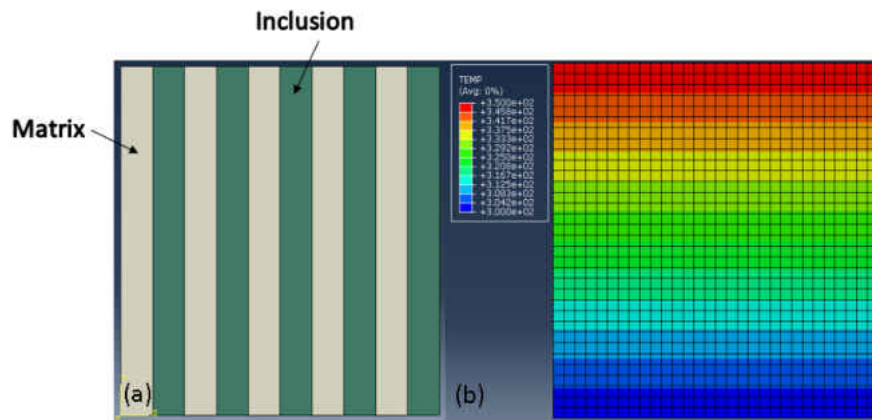 Inclusion
Matrix
TEMP
(Avg: 0%)
+3.500e+02
+3.458e+02
+3.417e+02
+3.375e+02
+3.333e+02
+3.292e+02
+3.250e+02
+3.208e+02
+3.167e+02
+3.125e+02
+3.083e+02
+3.042e+02
+3.000e+02
(a)
(b)